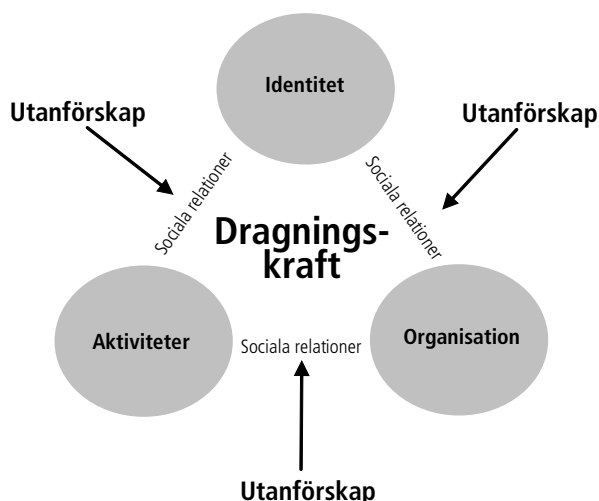 Identitet
Utanförskap
Utanförskap
Sociala relationer
Sociala relationer
Dragnings-
kraft
Aktiviteter
Sociala relationer
Organisation
Utanförskap